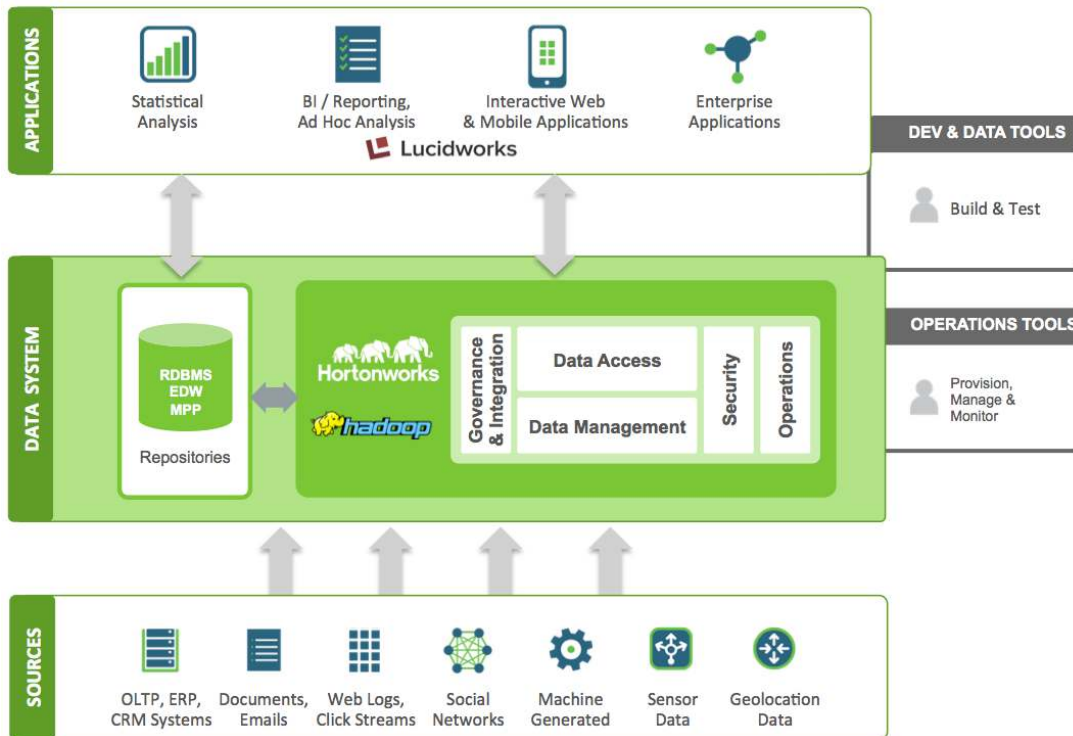 APPLICATIONS
Statistical
Analysis
BI / Reporting,
Ad Hoc Analysis
Interactive Web
& Mobile Applications
Enterprise
Applications
Lucidworks
DEV & DATA TOOLS
Build & Test
DATA SYSTEM
RDBMS
EDW
MPP
Repositories
Hortonworks
hadoop
Governance
& Integration
Data Access
Data Management
Security
Operations
OPERATIONS TOOLS
Provision,
Manage &
Monitor
SOURCES
OLTP, ERP,
CRM Systems
Documents,
Emails
Web Logs,
Click Streams
Social
Networks
Machine
Generated
Sensor
Data
Geolocation
Data